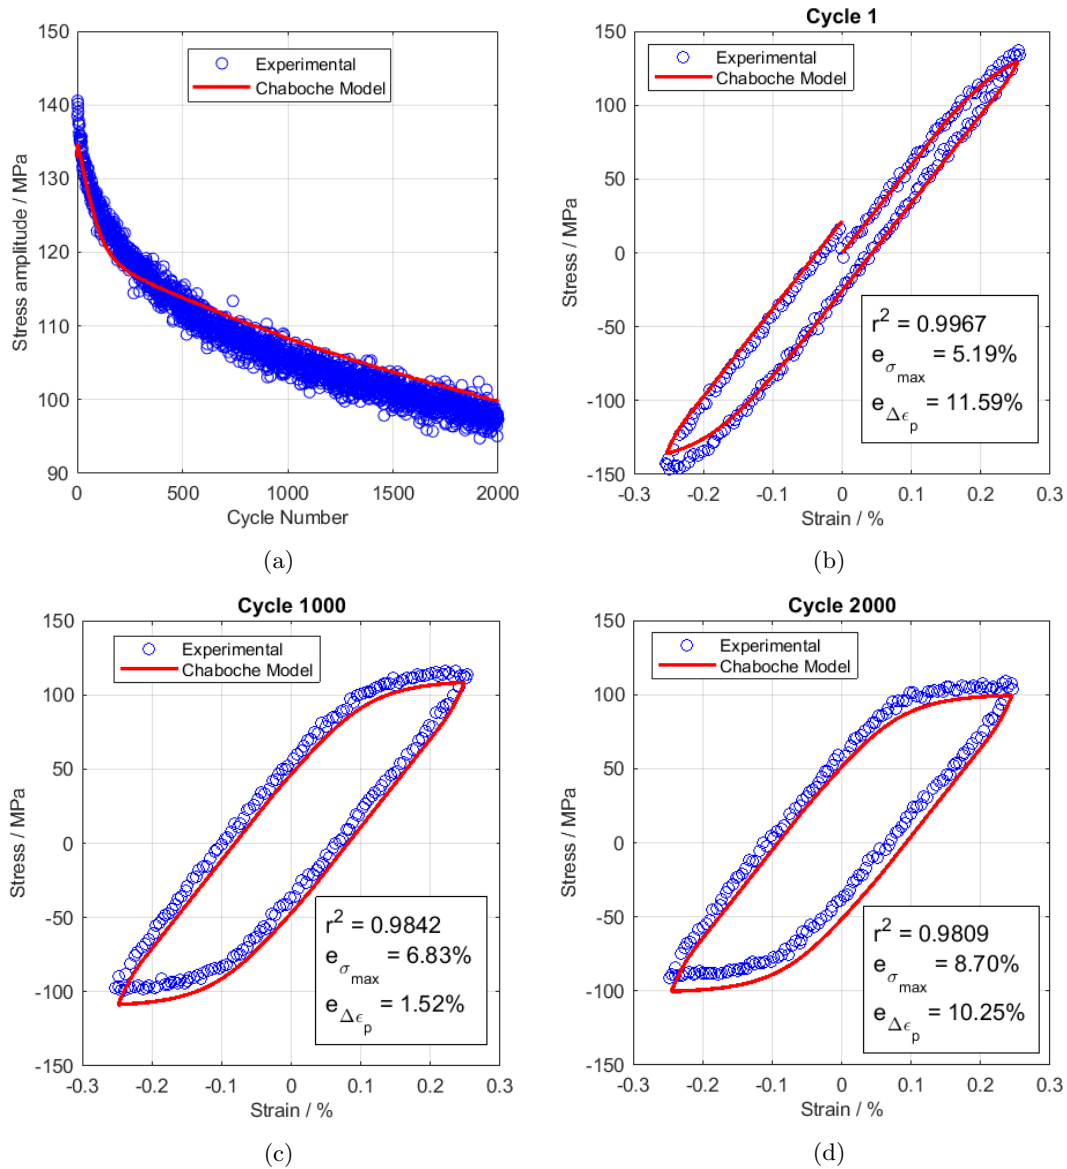 150
140
130
120
110
100
90
0
500
1000
1500
2000
Stress amplitude / MPa
Cycle Number
Experimental
Chaboche Model
(a)
Cycle 1
150
100
50
0
-50
-100
-150
-0.3
-0.2
-0.1
0
0.1
0.2
0.3
Stress / MPa
Strain / %
Experimental
Chaboche Model
r² = 0.9967
e_σ_max = 5.19%
e_Δϵ_p = 11.59%
(b)
Cycle 1000
150
100
50
0
-50
-100
-150
-0.3
-0.2
-0.1
0
0.1
0.2
0.3
Stress / MPa
Strain / %
Experimental
Chaboche Model
r² = 0.9842
e_σ_max = 6.83%
e_Δϵ_p = 1.52%
(c)
Cycle 2000
150
100
50
0
-50
-100
-150
-0.3
-0.2
-0.1
0
0.1
0.2
0.3
Stress / MPa
Strain / %
Experimental
Chaboche Model
r² = 0.9809
e_σ_max = 8.70%
e_Δϵ_p = 10.25%
(d)